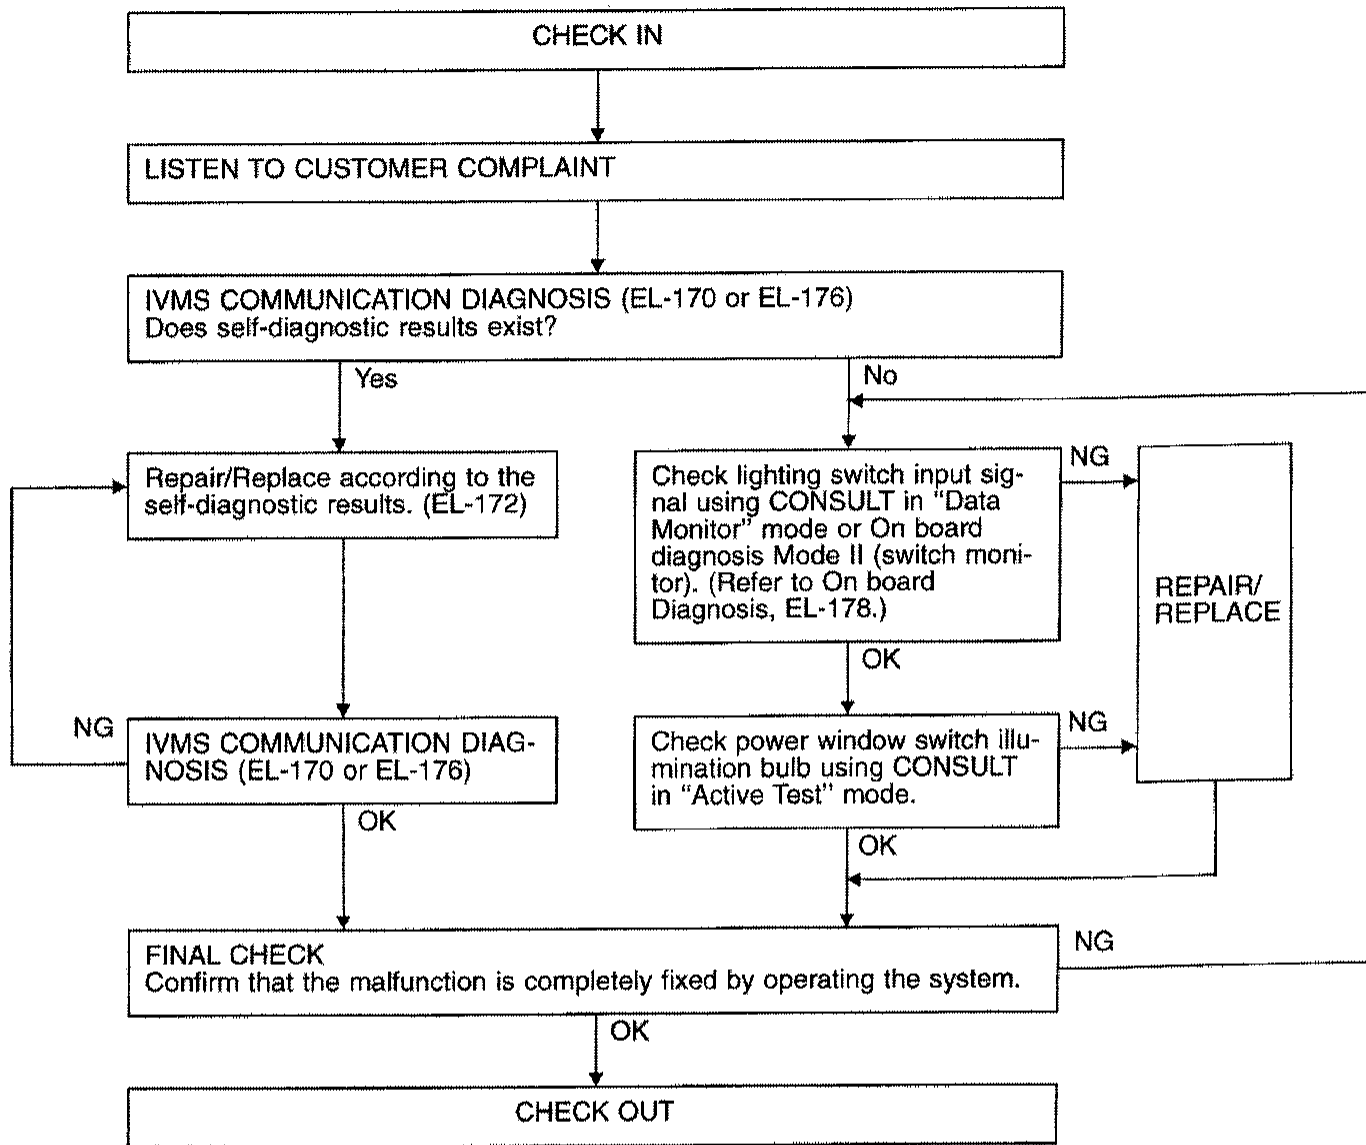 CHECK IN
LISTEN TO CUSTOMER COMPLAINT
IVMS COMMUNICATION DIAGNOSIS (EL-170 or EL-176)
Does self-diagnostic results exist?
Yes
No
Repair/Replace according to the
self-diagnostic results. (EL-172)
Check lighting switch input sig-
nal using CONSULT in “Data
Monitor” mode or On board
diagnosis Mode II (switch moni-
tor). (Refer to On board
Diagnosis, EL-178.)
NG
REPAIR/
REPLACE
OK
NG
IVMS COMMUNICATION DIAG-
NOSIS (EL-170 or EL-176)
Check power window switch illu-
mination bulb using CONSULT
in “Active Test” mode.
NG
OK
OK
FINAL CHECK
Confirm that the malfunction is completely fixed by operating the system.
NG
OK
CHECK OUT